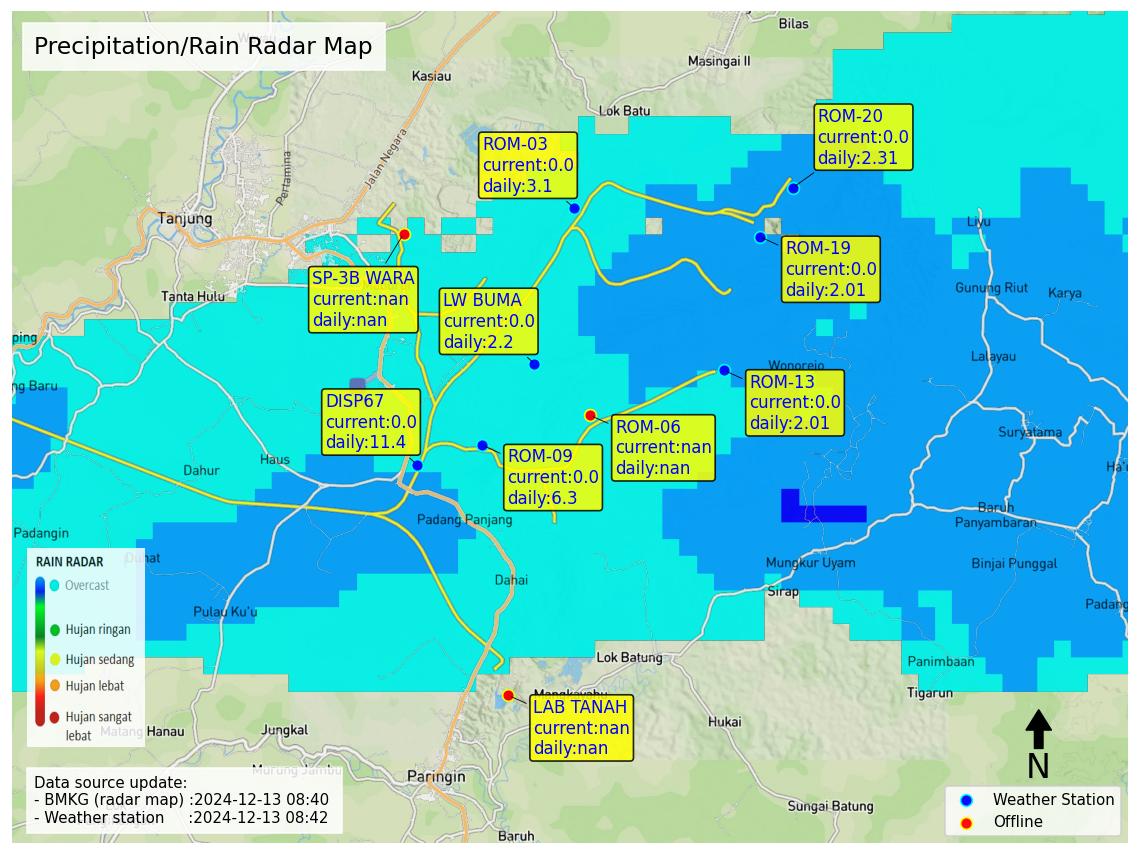 Bilas
Precipitation/Rain Radar Map
Masingai II
Kasiau
Lok Batu
ROM-20
current:0.0
daily:2.31
ROM-03
current:0.0
daily:3.1
Jalan Negara
Pertamina
Tanjung
Liyu
ROM-19
current:0.0
daily:2.01
SP-3B WARA
current:nan
daily:nan
Tanta Hulu
LW BUMA
current:0.0
daily:2.2
Gunung Riut
Karya
ping
Lalayau
Wonorejo
ng Baru
ROM-13
current:0.0
daily:2.01
DISP67
current:0.0
daily:11.4
ROM-06
current:nan
daily:nan
Suryatama
Haus
Dahur
ROM-09
current:0.0
daily:6.3
Ha'u
Padangin
Padang Panjang
Baruh
Panyambaran
Mungkur Uyam
Binjai Punggal
Dahai
Sirap
Pulau Ku'u
Padang
RAIN RADAR
Overcast
Hujan ringan
Hujan sedang
Hujan lebat
Hujan sangat
lebat
Lok Batung
Panimbaan
Tigarun
LAB TANAH
current:nan
daily:nan
Hukai
Matang Hanau
Jungkal
Murung Jambu
Paringin
N
Data source update:
- BMKG (radar map) :2024-12-13 08:40
- Weather station :2024-12-13 08:42
Weather Station
Offline
Sungai Batung
Baruh